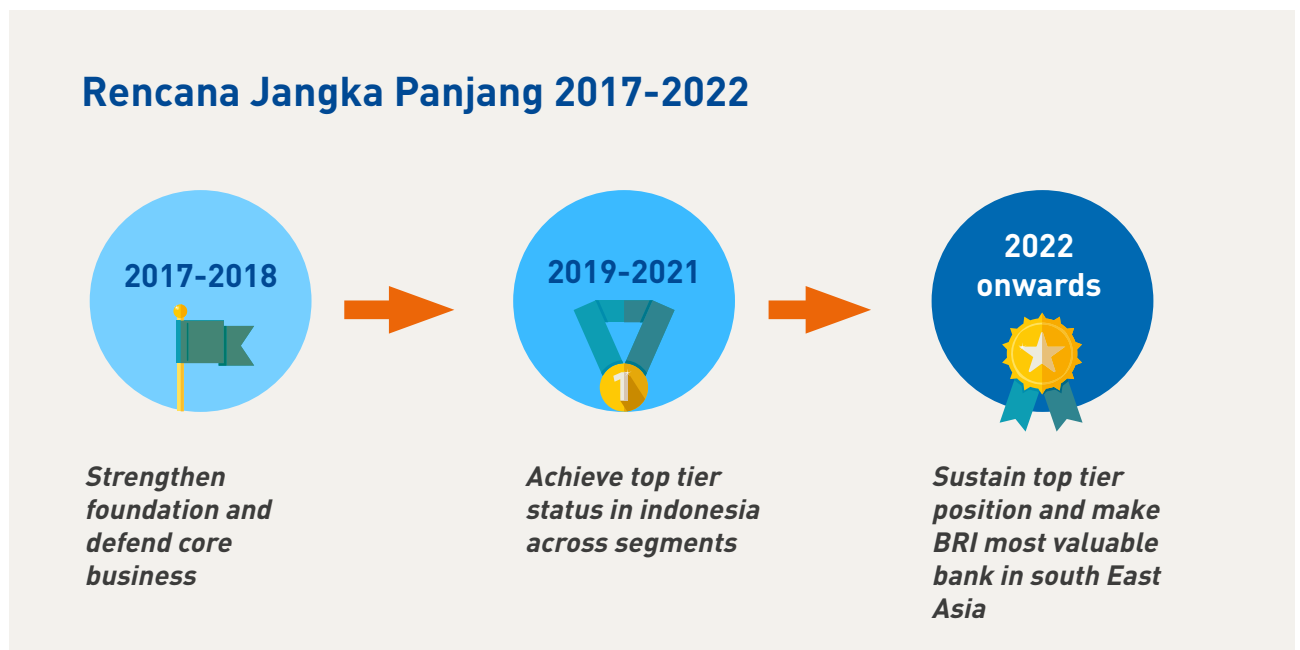 Rencana Jangka Panjang 2017-2022
2017-2018
2019-2021
1
2022
onwards
Strengthen
foundation and
defend core
business
Achieve top tier
status in indonesia
across segments
Sustain top tier
position and make
BRI most valuable
bank in south East
Asia